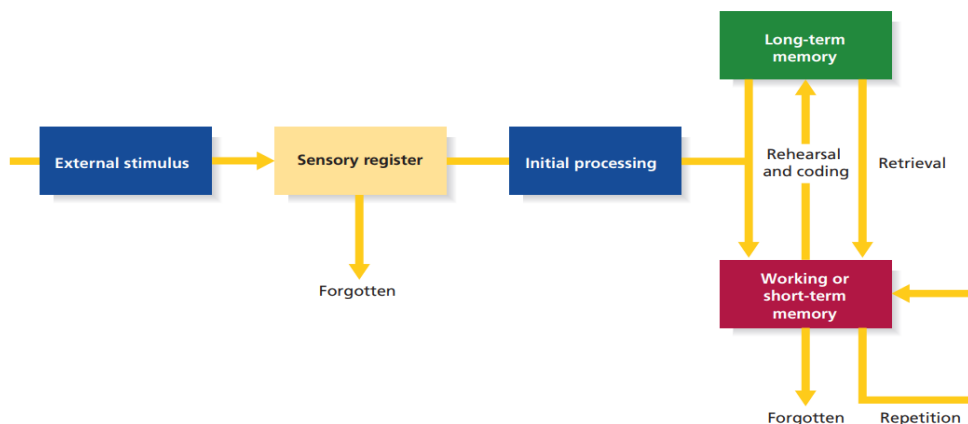 Long-term
memory
External stimulus
Sensory register
Initial processing
Rehearsal
and coding
Retrieval
Forgotten
Working or
short-term
memory
Forgotten
Repetition